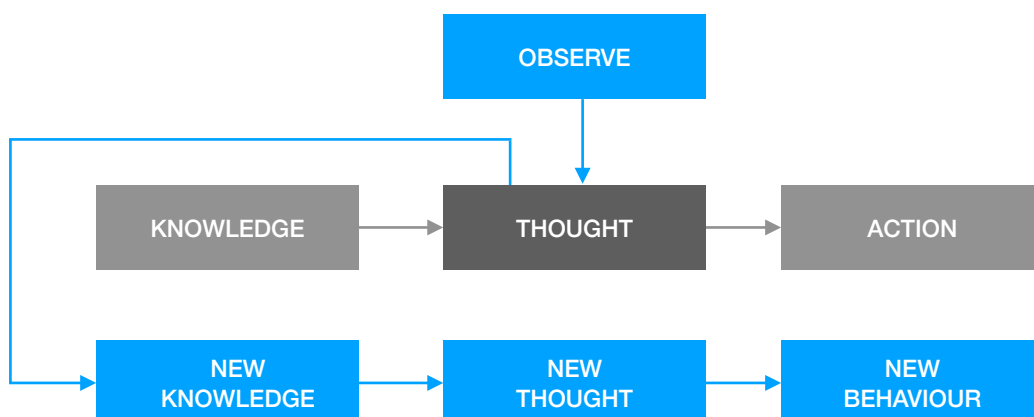 OBSERVE
KNOWLEDGE
THOUGHT
ACTION
NEW
KNOWLEDGE
NEW
THOUGHT
NEW
BEHAVIOUR